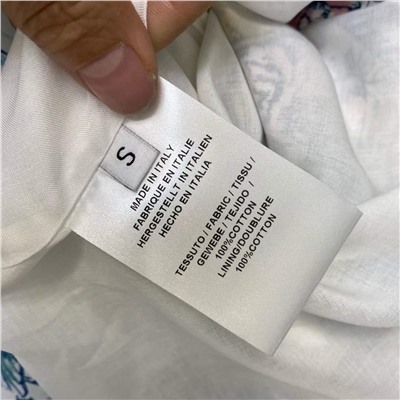 S
MADE IN ITALY
FABRIQUE EN ITALIE
HERGESTELLT IN ITALIEN
HECHO EN ITALIA
TESSUTO / FABRIC / TISSU /
GEWEBE / TEJIDO /
100%COTTON
LINING/DOUBLURE
100%COTTON